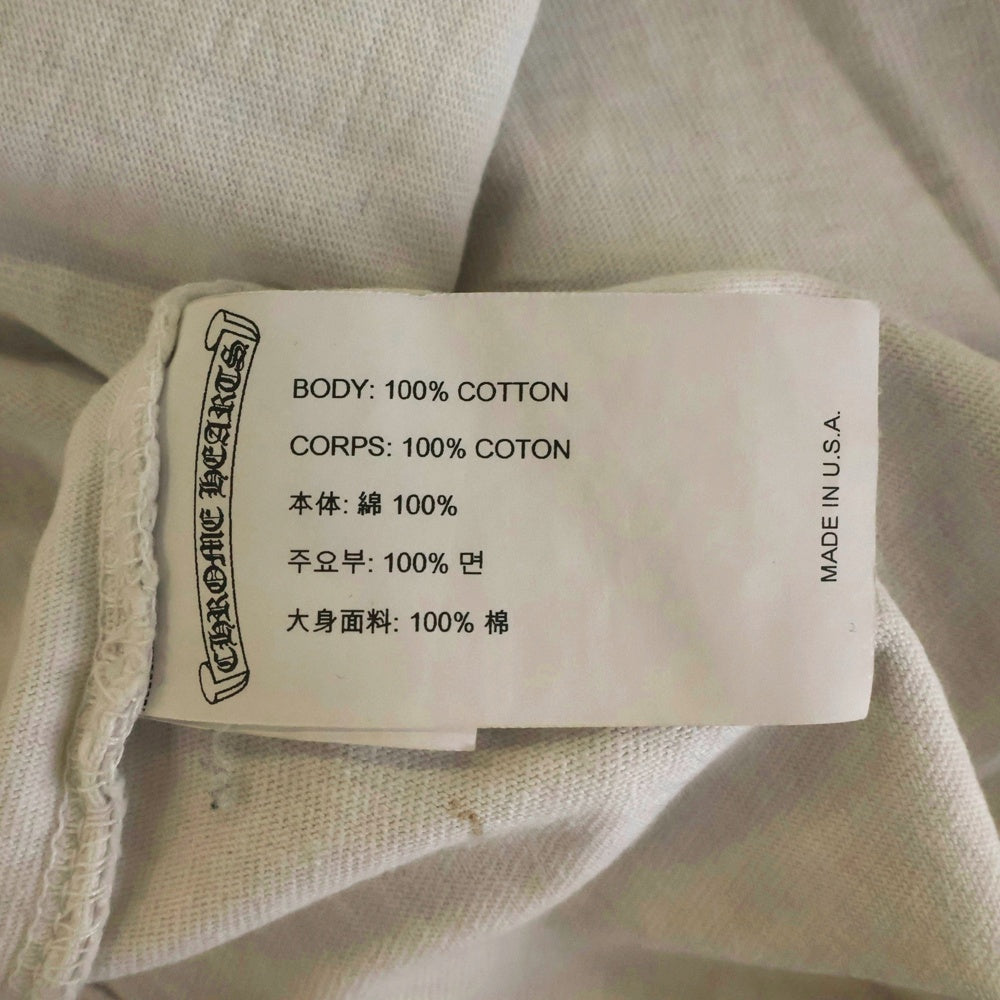 CHROME HEARTS
BODY: 100% COTTON
CORPS: 100% COTON
本体: 綿 100%
주요부: 100% 면
大身面料: 100% 棉
MADE IN U.S.A.
2